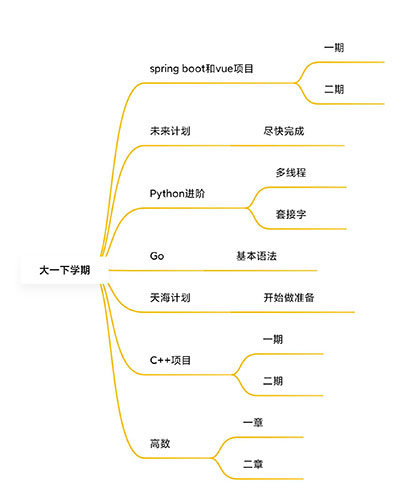 大一下学期
spring boot和vue项目
一期
二期
未来计划
尽快完成
Python进阶
多线程
套接字
Go
基本语法
天海计划
开始做准备
C++项目
一期
二期
高数
一章
二章